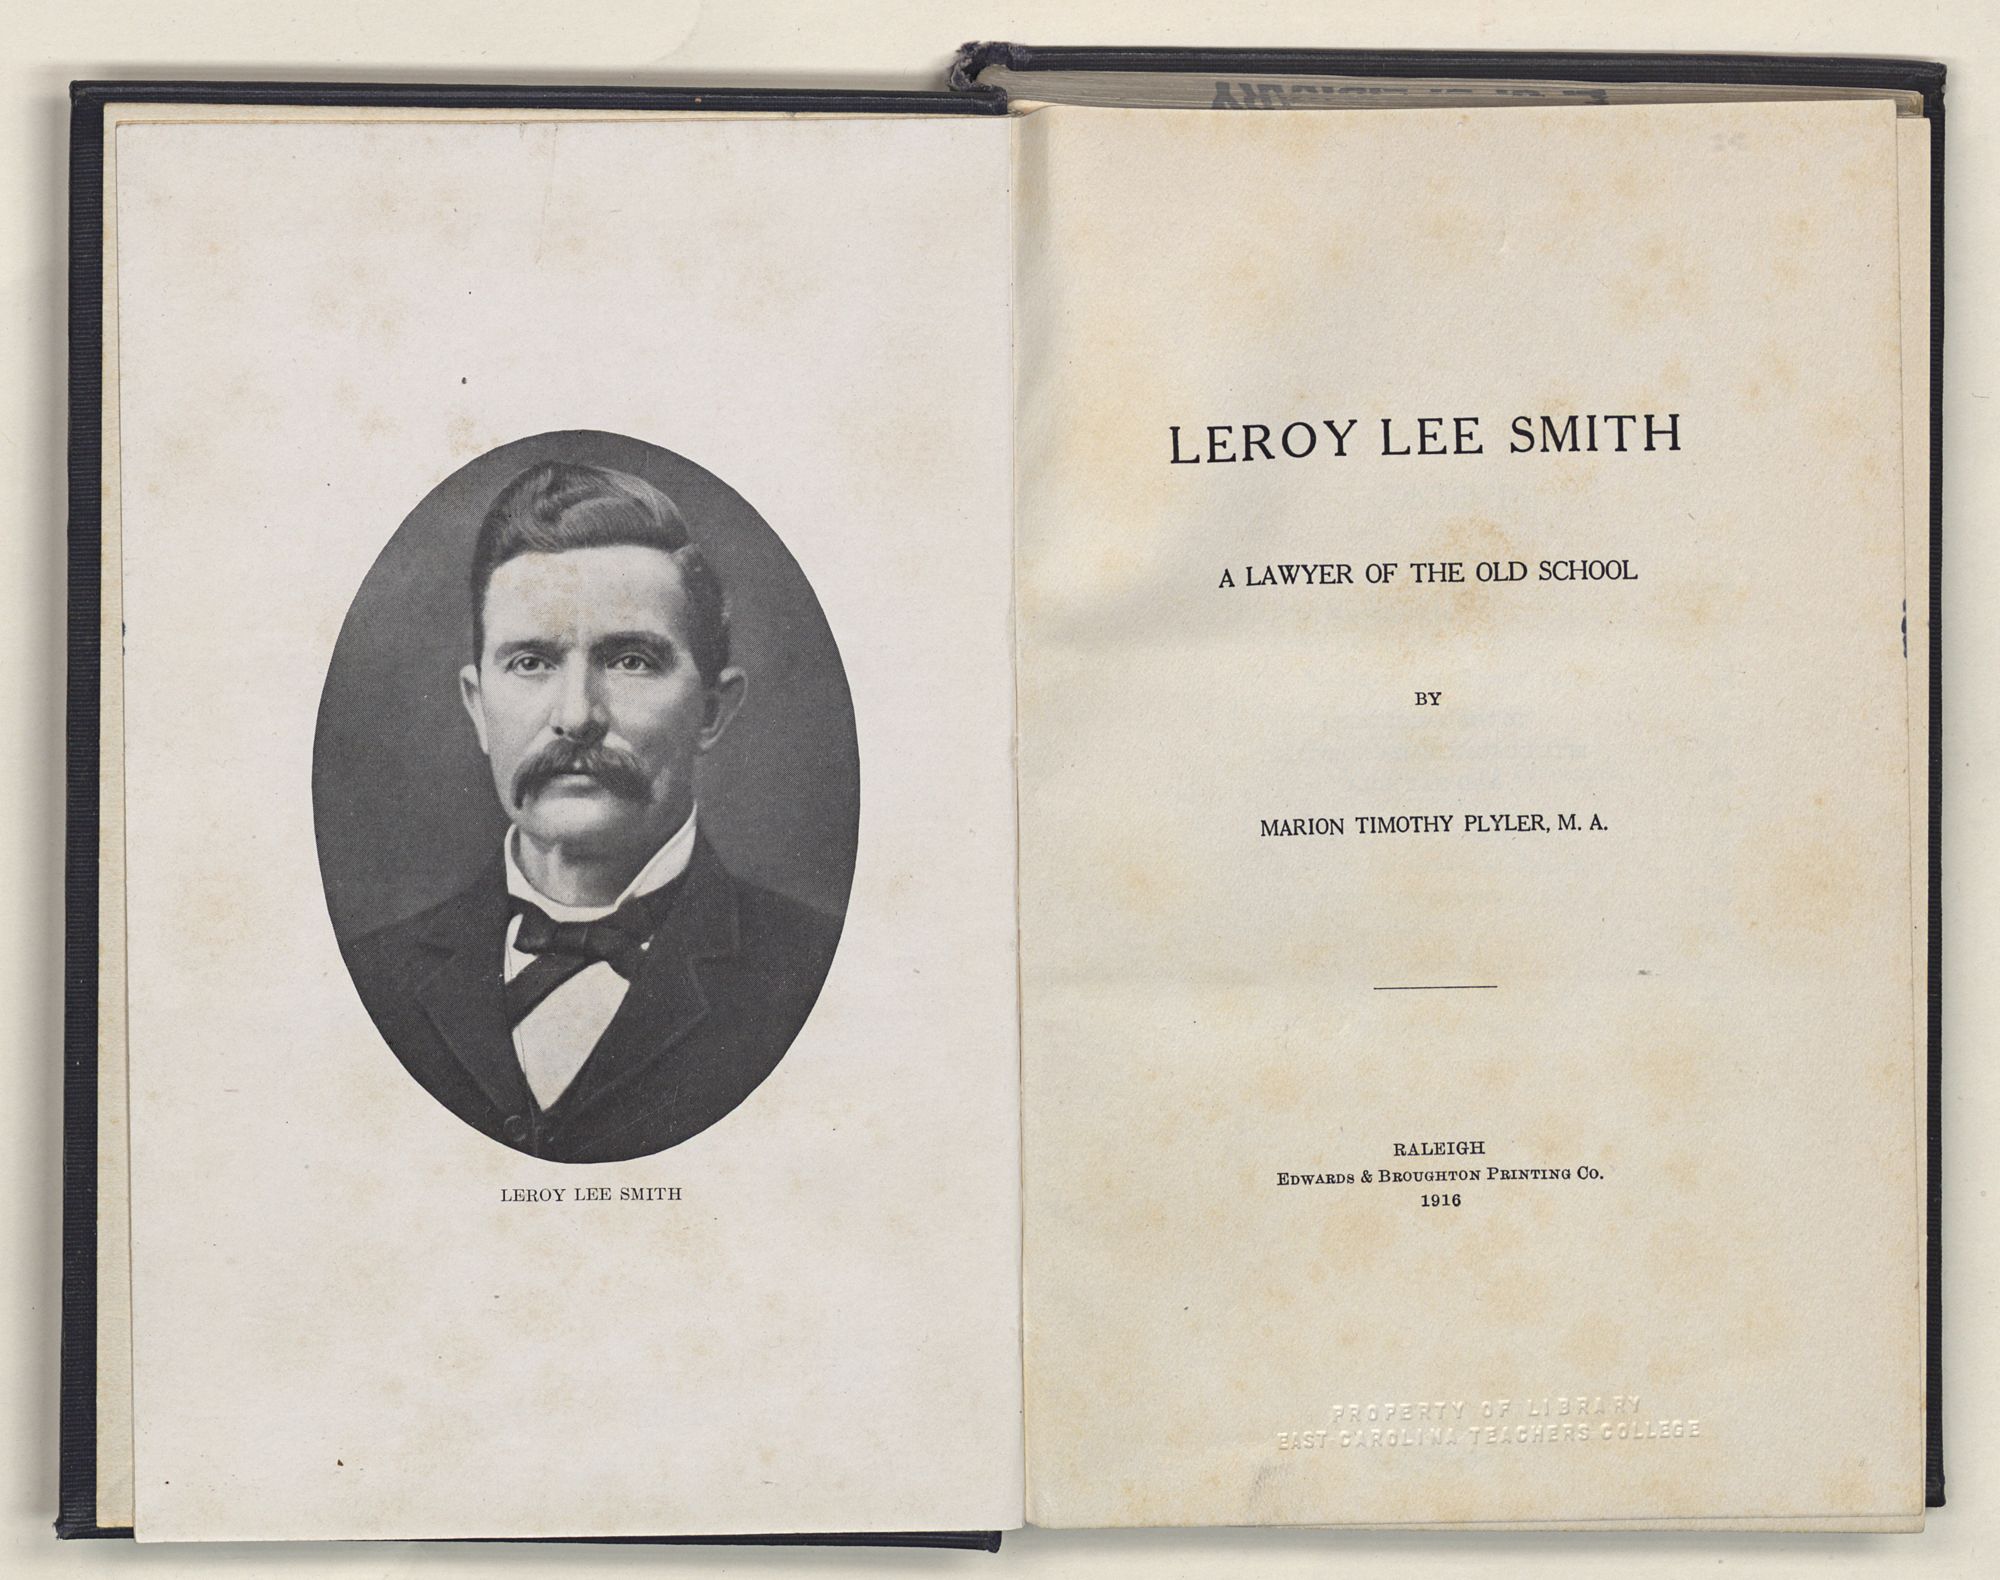 LEROY LEE SMITH
LEROY LEE SMITH
A LAWYER OF THE OLD SCHOOL
BY
MARION TIMOTHY PLYLER, M. A.
RALEIGH
EDWARDS & BROUGHTON PRINTING CO.
1916
PROPERTY OF LIBRARY
EAST CAROLINA TEACHERS COLLEGE